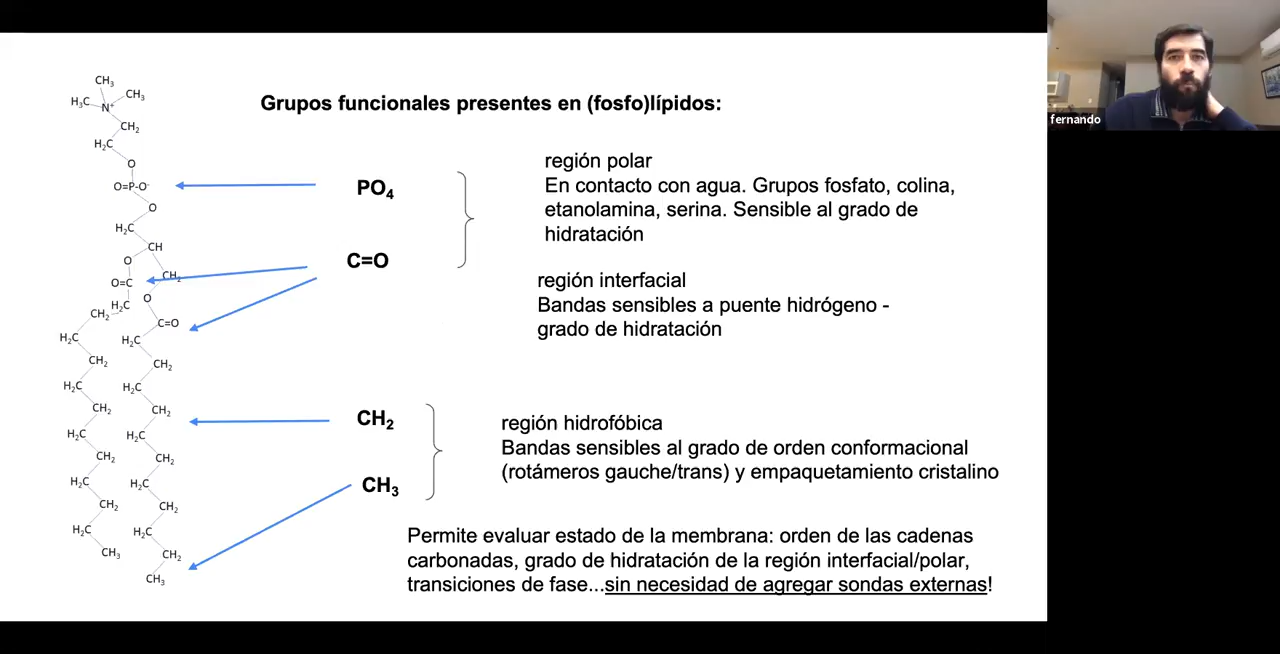 Grupos funcionales presentes en (fosfo)lípidos:
fernando
CH₃
H₃C
N⁺
CH₃
CH₂
H₂C
O
O=P-O⁻
O
H₂C
CH
O
CH₂
O=C
O
H₂C
CH₂
C=O
H₂C
H₂C
CH₂
CH₂
H₂C
H₂C
CH₂
CH₂
H₂C
H₂C
CH₂
CH₂
H₂C
H₂C
CH₂
CH₂
H₂C
H₂C
CH₃
CH₂
CH₃
PO₄
C=O
región polar
En contacto con agua. Grupos fosfato, colina,
etanolamina, serina. Sensible al grado de
hidratación
región interfacial
Bandas sensibles a puente hidrógeno -
grado de hidratación
CH₂
CH₃
región hidrofóbica
Bandas sensibles al grado de orden conformacional
(rotámeros gauche/trans) y empaquetamiento cristalino
Permite evaluar estado de la membrana: orden de las cadenas
carbonadas, grado de hidratación de la región interfacial/polar,
transiciones de fase...sin necesidad de agregar sondas externas!